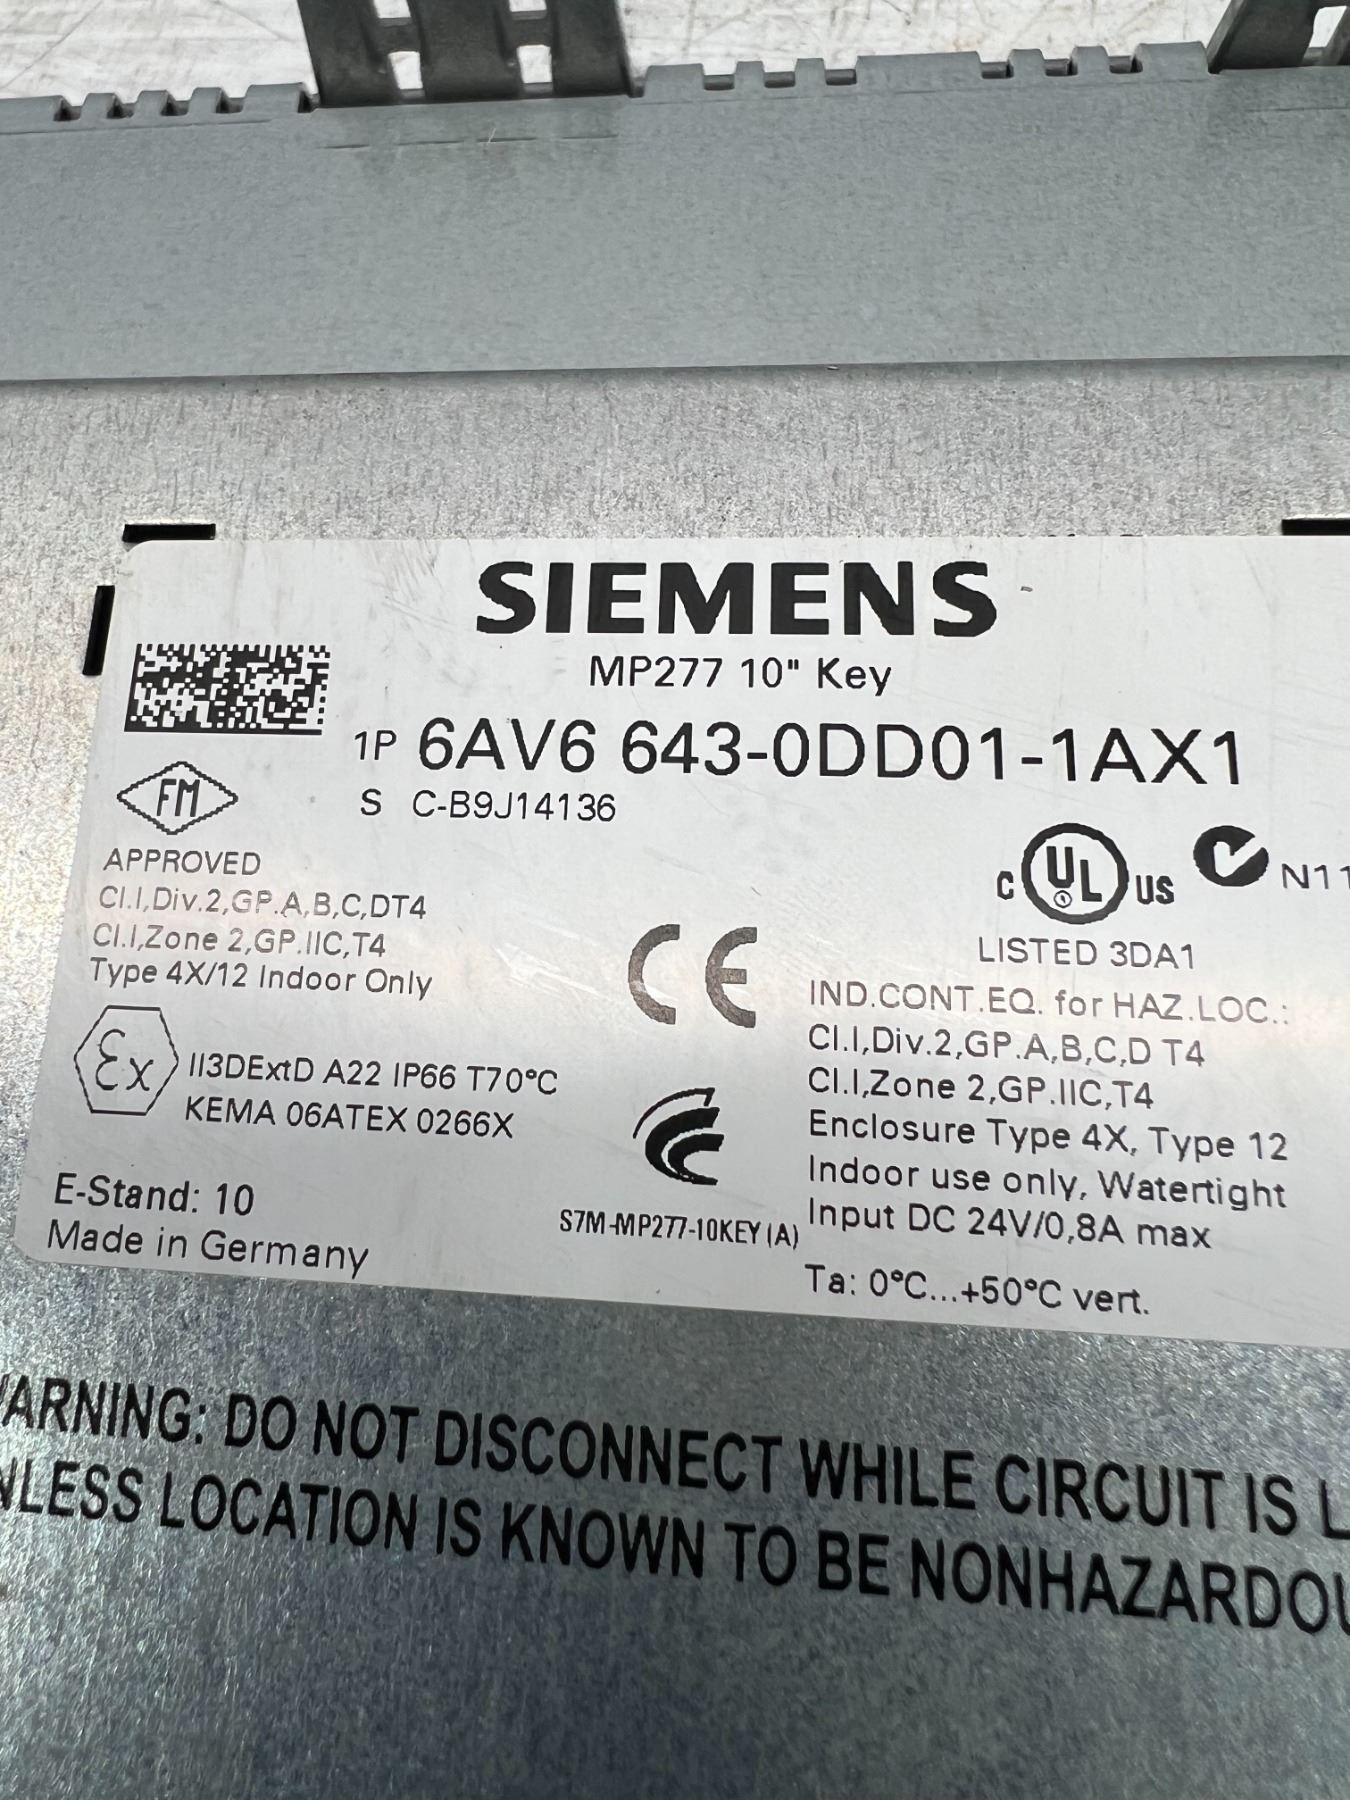 SIEMENS
MP277 10" Key
1P 6AV6 643-0DD01-1AX1
S C-B9J14136
FM
APPROVED
Cl.I,Div.2,GP.A,B,C,DT4
Cl.I,Zone 2,GP.IIC,T4
Type 4X/12 Indoor Only
Ex II3DExtD A22 IP66 T70°C
KEMA 06ATEX 0266X
E-Stand: 10
Made in Germany
CE
S7M-MP277-10KEY(A)
C UL US N11
LISTED 3DA1
IND.CONT.EQ. for HAZ.LOC.:
Cl.I,Div.2,GP.A,B,C,D T4
Cl.I,Zone 2,GP.IIC,T4
Enclosure Type 4X, Type 12
Indoor use only, Watertight
Input DC 24V/0,8A max
Ta: 0°C...+50°C vert.
ARNING: DO NOT DISCONNECT WHILE CIRCUIT IS L
NLESS LOCATION IS KNOWN TO BE NONHAZARDOU